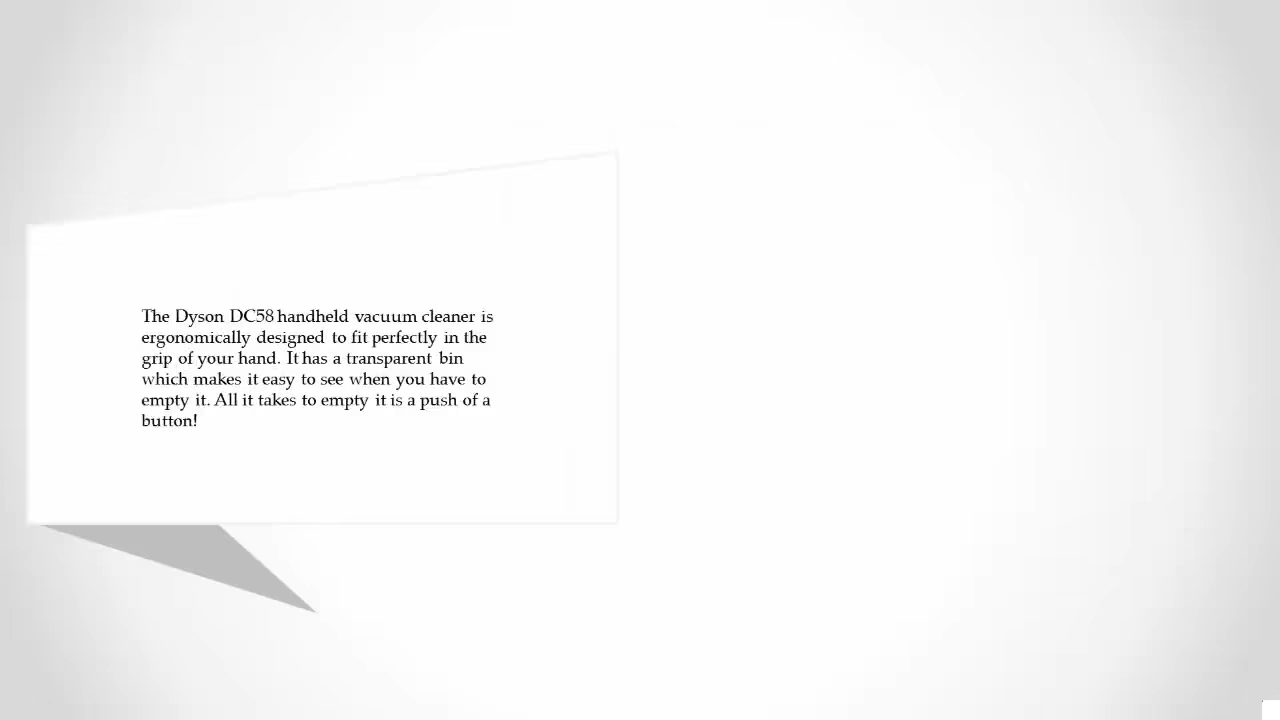 The Dyson DC58 handheld vacuum cleaner is
ergonomically designed to fit perfectly in the
grip of your hand. It has a transparent bin
which makes it easy to see when you have to
empty it. All it takes to empty it is a push of a
button!